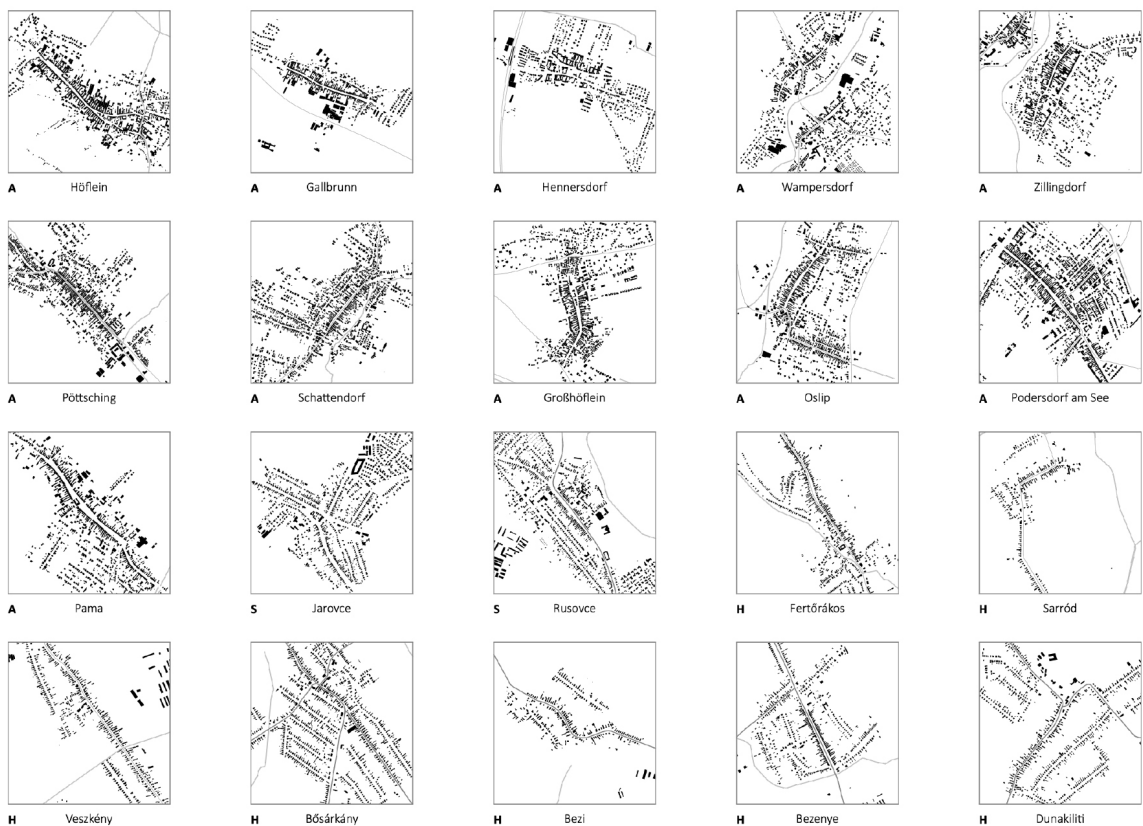 A Höflein
A Gallbrunn
A Hennersdorf
A Wampersdorf
A Zillingdorf
A Pöttsching
A Schattendorf
A Großhöflein
A Oslip
A Podersdorf am See
A Pama
S Jarovce
S Rusovce
H Fertőrákos
H Sarród
H Veszkény
H Bősárkány
H Bezi
H Bezenye
H Dunakiliti